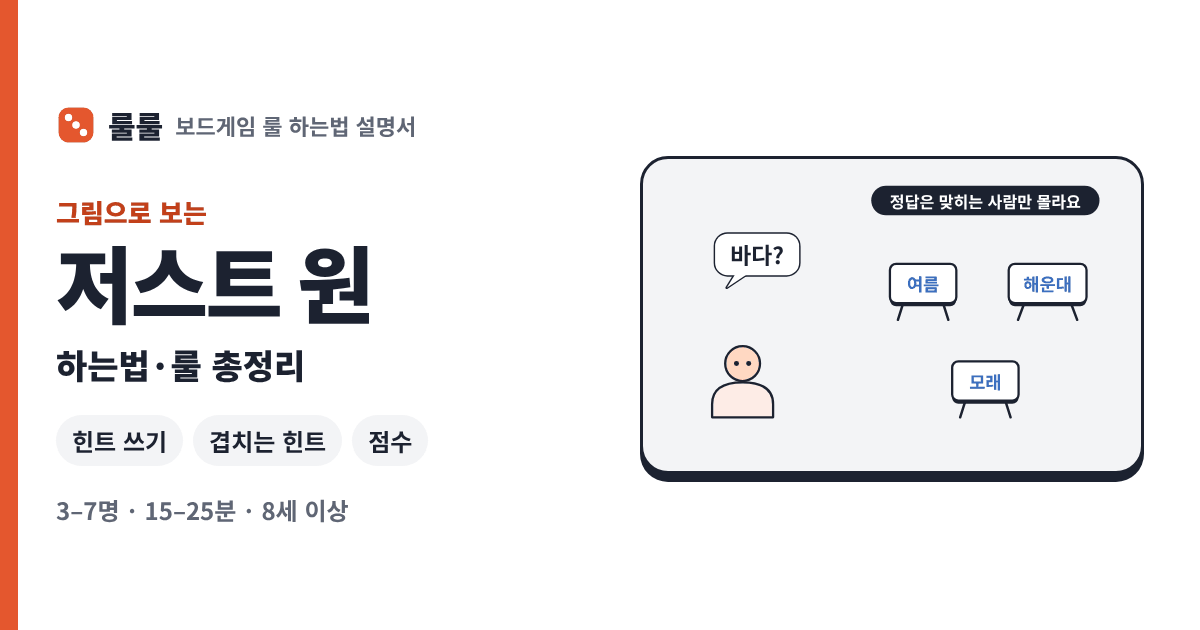 룰룰 보드게임 룰 하는법 설명서
그림으로 보는
저스트 원
하는법·룰 총정리
힌트 쓰기 겹치는 힌트 점수
3–7명 · 15–25분 · 8세 이상
정답은 맞히는 사람만 몰라요
바다?
여름 해운대
모래